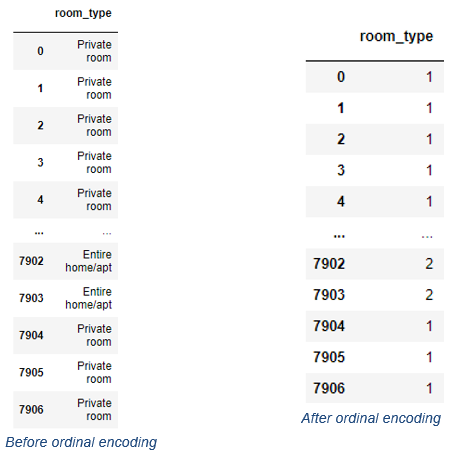 room_type
0 Private
room
1 Private
room
2 Private
room
3 Private
room
4 Private
room
... ...
7902 Entire
home/apt
7903 Entire
home/apt
7904 Private
room
7905 Private
room
7906 Private
room
Before ordinal encoding
room_type
0 1
1 1
2 1
3 1
4 1
... ...
7902 2
7903 2
7904 1
7905 1
7906 1
After ordinal encoding